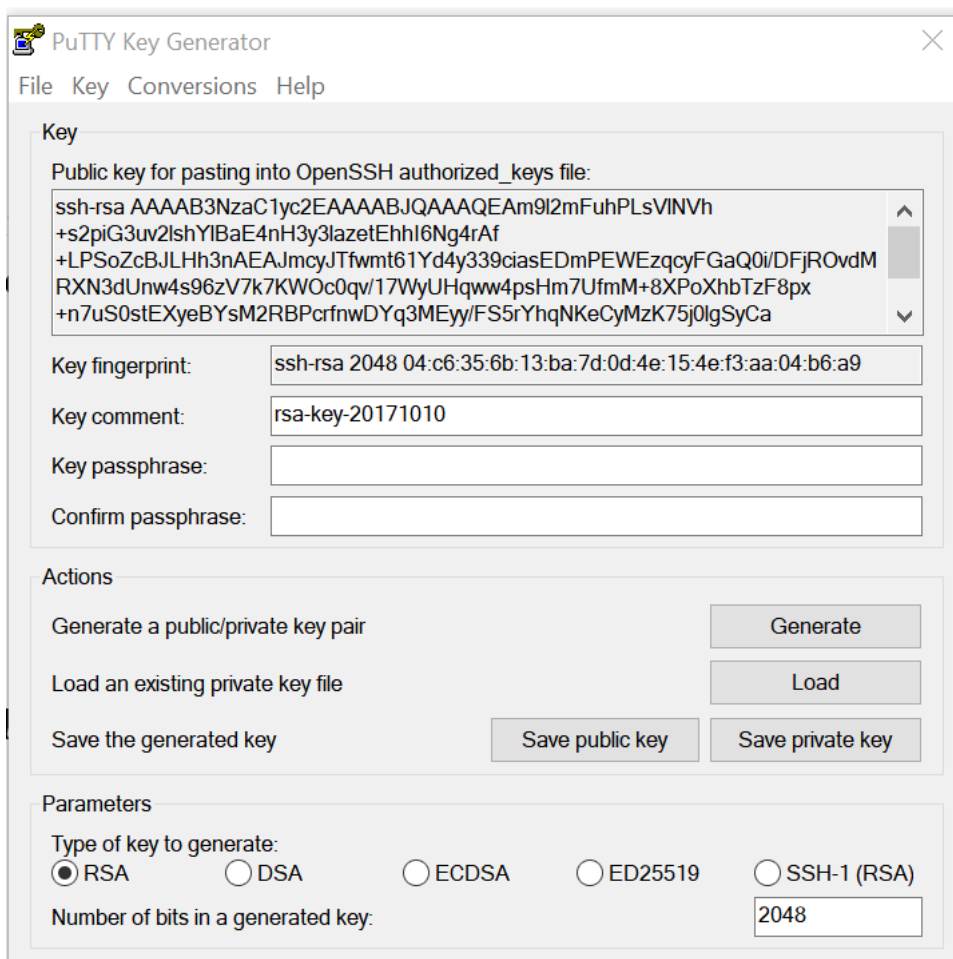 PuTTY Key Generator
File Key Conversions Help
Key
Public key for pasting into OpenSSH authorized_keys file:
ssh-rsa AAAAB3NzaC1yc2EAAAABJQAAAQEAm9l2mFuhPLsVlNVh
+s2piG3uv2lshYlBaE4nH3y3lazetEhhI6Ng4rAf
+LPSoZcBJLHh3nAEAJmcyJTfwmt61Yd4y339ciasEDmPEWEzqcyFGaQ0i/DFjROvdM
RXN3dUnw4s96zV7k7KWOc0qv/17WyUHqww4psHm7UfmM+8XPoXhbTzF8px
+n7uS0stEXyeBYsM2RBPcrfnwDYq3MEyy/FS5rYhqNKeCyMzK75j0lgSyCa
Key fingerprint: ssh-rsa 2048 04:c6:35:6b:13:ba:7d:0d:4e:15:4e:f3:aa:04:b6:a9
Key comment: rsa-key-20171010
Key passphrase:
Confirm passphrase:
Actions
Generate a public/private key pair Generate
Load an existing private key file Load
Save the generated key Save public key Save private key
Parameters
Type of key to generate:
RSA DSA ECDSA ED25519 SSH-1 (RSA)
Number of bits in a generated key: 2048